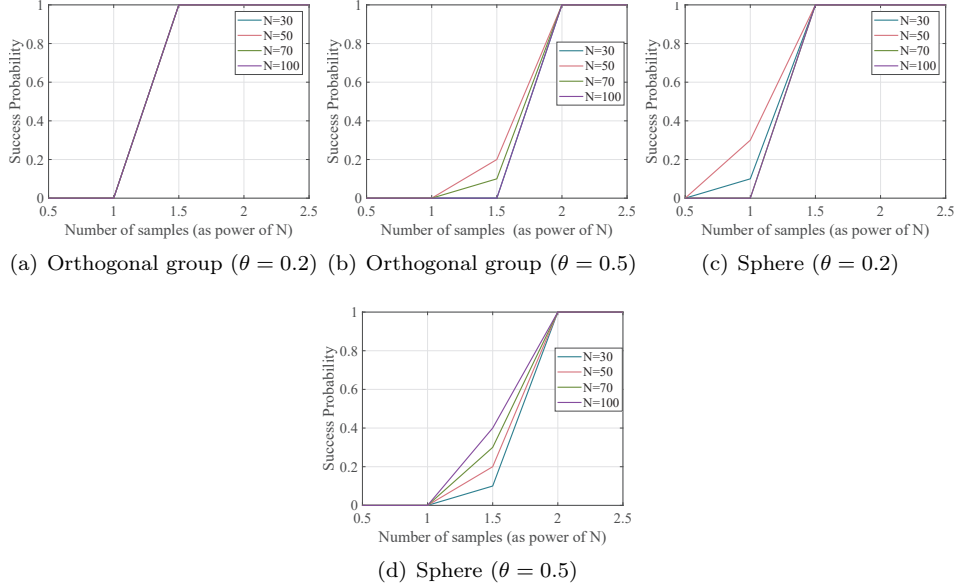 1
0.8
0.6
0.4
0.2
0
Success Probability
0.5 1 1.5 2 2.5
Number of samples (as power of N)
N=30
N=50
N=70
N=100
(a) Orthogonal group (θ = 0.2)
1
0.8
0.6
0.4
0.2
0
Success Probability
0.5 1 1.5 2 2.5
Number of samples (as power of N)
N=30
N=50
N=70
N=100
(b) Orthogonal group (θ = 0.5)
1
0.8
0.6
0.4
0.2
0
Success Probability
0.5 1 1.5 2 2.5
Number of samples (as power of N)
N=30
N=50
N=70
N=100
(c) Sphere (θ = 0.2)
1
0.8
0.6
0.4
0.2
0
Success Probability
0.5 1 1.5 2 2.5
Number of samples (as power of N)
N=30
N=50
N=70
N=100
(d) Sphere (θ = 0.5)